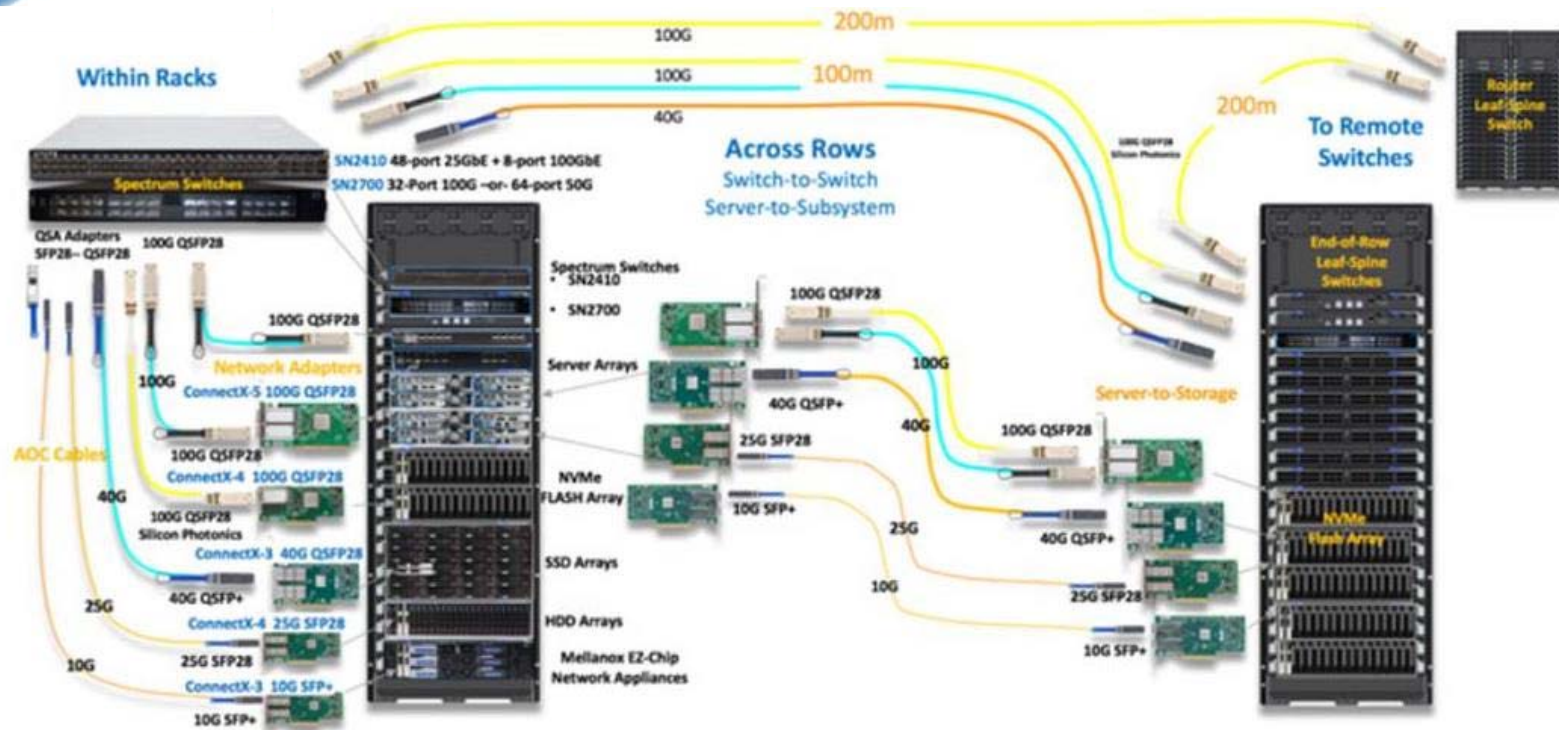 100G
200m
Within Racks
100G
100m
40G
200m
Router
Leaf-Spine
Switch
To Remote
Switches
100G QSFP28
Silicon Photonics
Across Rows
Switch-to-Switch
Server-to-Subsystem
SN2410 48-port 25GbE + 8-port 100GbE
SN2700 32-Port 100G -or- 64-port 50G
Spectrum Switches
QSA Adapters
SFP28-- QSFP28
100G QSFP28
100G QSFP28
Network Adapters
ConnectX-5 100G QSFP28
100G
100G QSFP28
AOC Cables
ConnectX-4 100G QSFP28
40G
100G QSFP28
Silicon Photonics
ConnectX-3 40G QSFP28
40G QSFP+
25G
ConnectX-4 25G SFP28
25G SFP28
10G
ConnectX-3 10G SFP+
10G SFP+
Spectrum Switches
• SN2410
• SN2700
Server Arrays
NVMe
FLASH Array
SSD Arrays
HDD Arrays
Mellanox EZ-Chip
Network Appliances
100G QSFP28
100G
40G QSFP+
40G
25G SFP28
10G SFP+
25G
10G
Server-to-Storage
100G QSFP28
40G QSFP+
25G SFP28
10G SFP+
End-of-Row
Leaf-Spine
Switches
NVMe
Flash Array